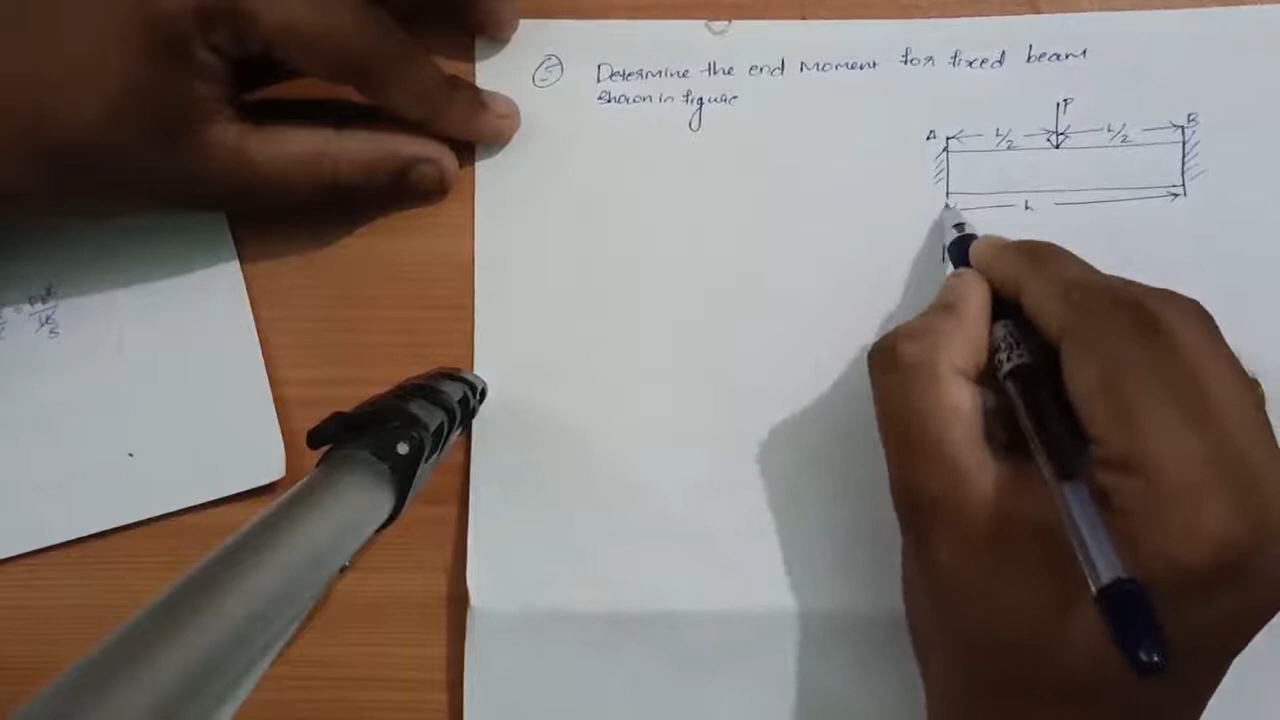 5 Determine the end Moment for fixed beam
shown in figure
P
A L/2 L/2 B
L